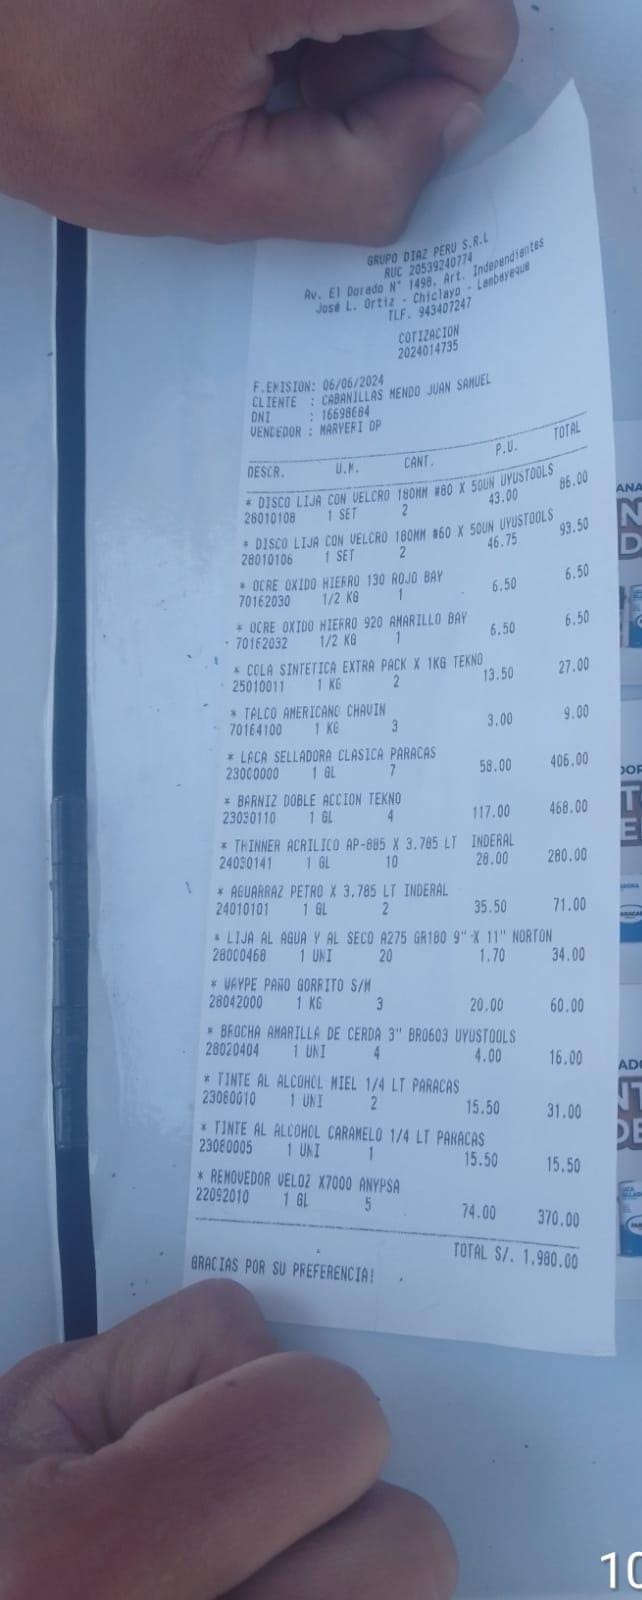 GRUPO DIAZ PERU S.R.L
RUC 20539240774
Av. El Dorado N° 1498, Art. Independientes
José L. Ortiz - Chiclayo - Lambayeque
TLF. 943407247
COTIZACION
2024014735
F.EMISION: 06/06/2024
CLIENTE : CABANILLAS MENDO JUAN SAMUEL
DNI : 16698684
VENDEDOR : MARYERI DP
DESCR. U.M. CANT. P.U. TOTAL
* DISCO LIJA CON VELCRO 180MM #80 X 50UN UYUSTOOLS
28010108 1 SET 2 43.00 86.00
* DISCO LIJA CON VELCRO 180MM #60 X 50UN UYUSTOOLS
28010106 1 SET 2 46.75 93.50
* OCRE OXIDO HIERRO 130 ROJO BAY
70162030 1/2 KG 1 6.50 6.50
* OCRE OXIDO HIERRO 920 AMARILLO BAY
70162032 1/2 KG 1 6.50 6.50
* COLA SINTETICA EXTRA PACK X 1KG TEKNO
25010011 1 KG 2 13.50 27.00
* TALCO AMERICANO CHAVIN
70164100 1 KG 3 3.00 9.00
* LACA SELLADORA CLASICA PARACAS
23060000 1 GL 7 58.00 406.00
* BARNIZ DOBLE ACCION TEKNO
23030110 1 GL 4 117.00 468.00
* THINNER ACRILICO AP-885 X 3.785 LT INDERAL
24030141 1 GL 10 28.00 280.00
* AGUARRAZ PETRO X 3.785 LT INDERAL
24010101 1 GL 2 35.50 71.00
* LIJA AL AGUA Y AL SECO A275 GR180 9" X 11" NORTON
28000468 1 UNI 20 1.70 34.00
* WAYPE PAÑO GORRITO S/M
28042000 1 KG 3 20.00 60.00
* BROCHA AMARILLA DE CERDA 3" BR0603 UYUSTOOLS
28020404 1 UNI 4 4.00 16.00
* TINTE AL ALCOHOL MIEL 1/4 LT PARACAS
23080010 1 UNI 2 15.50 31.00
* TINTE AL ALCOHOL CARAMELO 1/4 LT PARACAS
23080005 1 UNI 1 15.50 15.50
* REMOVEDOR VELOZ X7000 ANYPSA
22092010 1 GL 5 74.00 370.00
TOTAL S/. 1,980.00
GRACIAS POR SU PREFERENCIA!
10